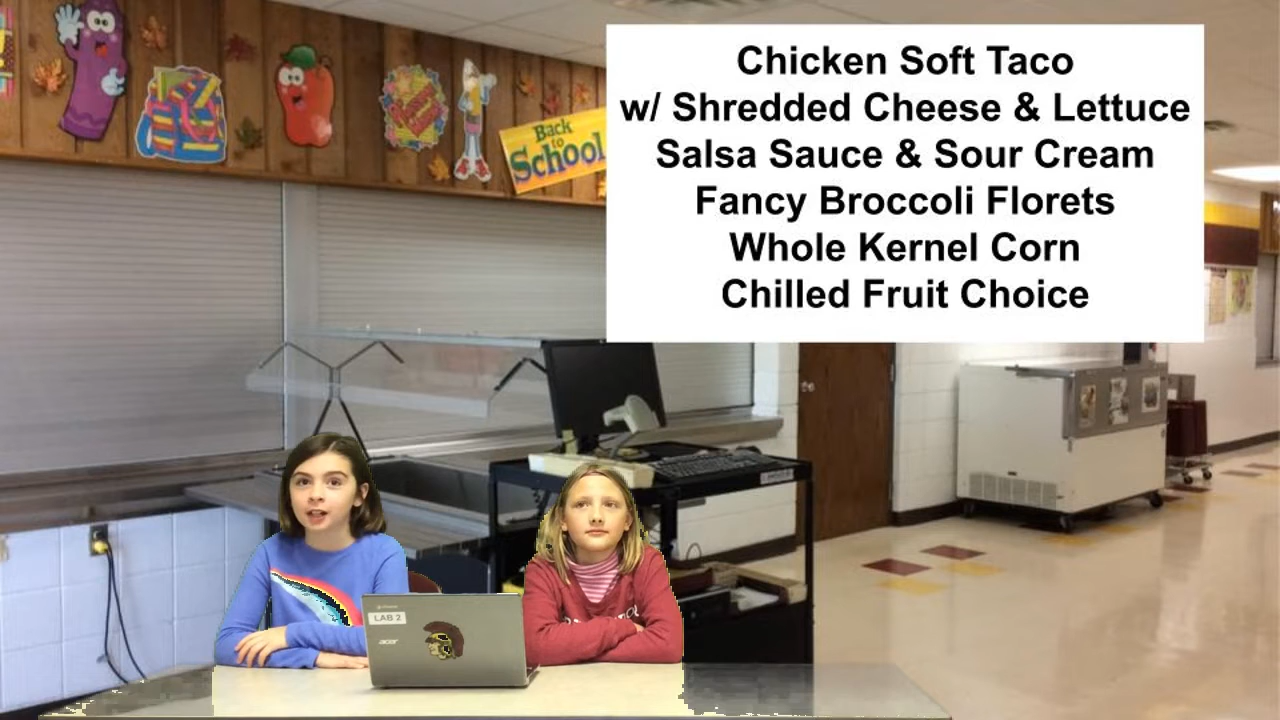 Chicken Soft Taco
w/ Shredded Cheese & Lettuce
Salsa Sauce & Sour Cream
Fancy Broccoli Florets
Whole Kernel Corn
Chilled Fruit Choice
Back
to
School
LAB 2
acer